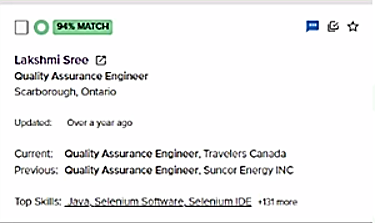 94% MATCH
Lakshmi Sree
Quality Assurance Engineer
Scarborough, Ontario
Updated: Over a year ago
Current: Quality Assurance Engineer, Travelers Canada
Previous: Quality Assurance Engineer, Suncor Energy INC
Top Skills: Java, Selenium Software, Selenium IDE +131 more